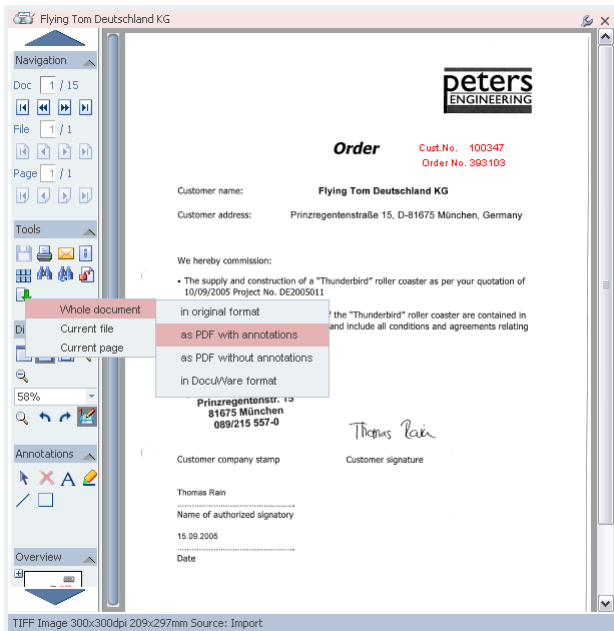 Flying Tom Deutschland KG
Navigation
Doc 1 / 15
File 1 / 1
Page 1 / 1
Tools
Whole document
Current file
Current page
in original format
as PDF with annotations
as PDF without annotations
in DocuWare format
58%
Annotations
A
Overview
peters
ENGINEERING
Order
Cust.No. 100347
Order No. 393103
Customer name: Flying Tom Deutschland KG
Customer address: Prinzregentenstraße 15, D-81675 München, Germany
We hereby commission:
• The supply and construction of a "Thunderbird" roller coaster as per your quotation of
10/09/2005 Project No. DE2005011
f the "Thunderbird" roller coaster are contained in
and include all conditions and agreements relating
Prinzregentenstr. 15
81675 München
089/215 557-0
Thomas Rain
Customer company stamp
Customer signature
Thomas Rain
Name of authorized signatory
15.09.2005
Date
TIFF Image 300x300dpi 209x297mm Source: Import